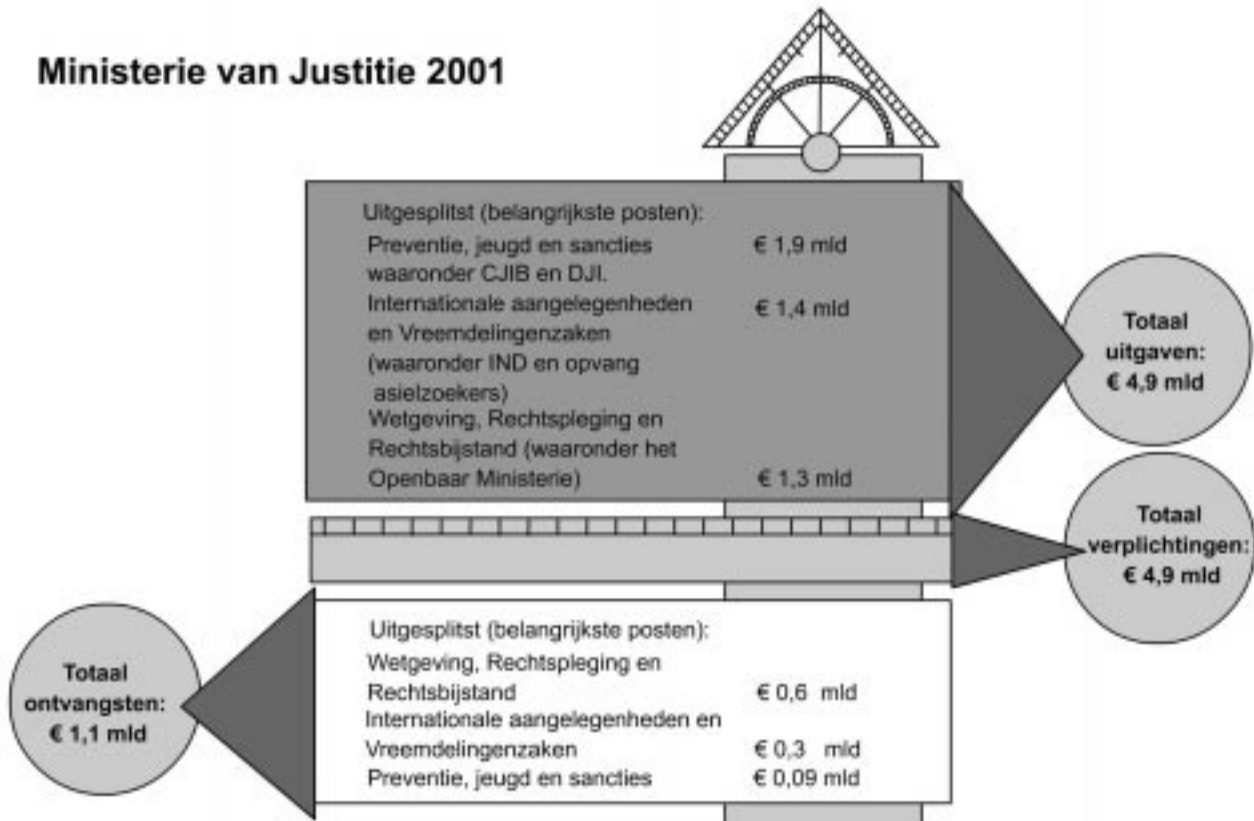 Ministerie van Justitie 2001
Uitgesplitst (belangrijkste posten):
Preventie, jeugd en sancties € 1,9 mld
waaronder CJIB en DJI.
Internationale aangelegenheden € 1,4 mld
en Vreemdelingenzaken
(waaronder IND en opvang
asielzoekers)
Wetgeving, Rechtspleging en
Rechtsbijstand (waaronder het
Openbaar Ministerie) € 1,3 mld
Totaal
uitgaven:
€ 4,9 mld
Totaal
verplichtingen:
€ 4,9 mld
Uitgesplitst (belangrijkste posten):
Wetgeving, Rechtspleging en
Rechtsbijstand € 0,6 mld
Internationale aangelegenheden en
Vreemdelingenzaken € 0,3 mld
Preventie, jeugd en sancties € 0,09 mld
Totaal
ontvangsten:
€ 1,1 mld